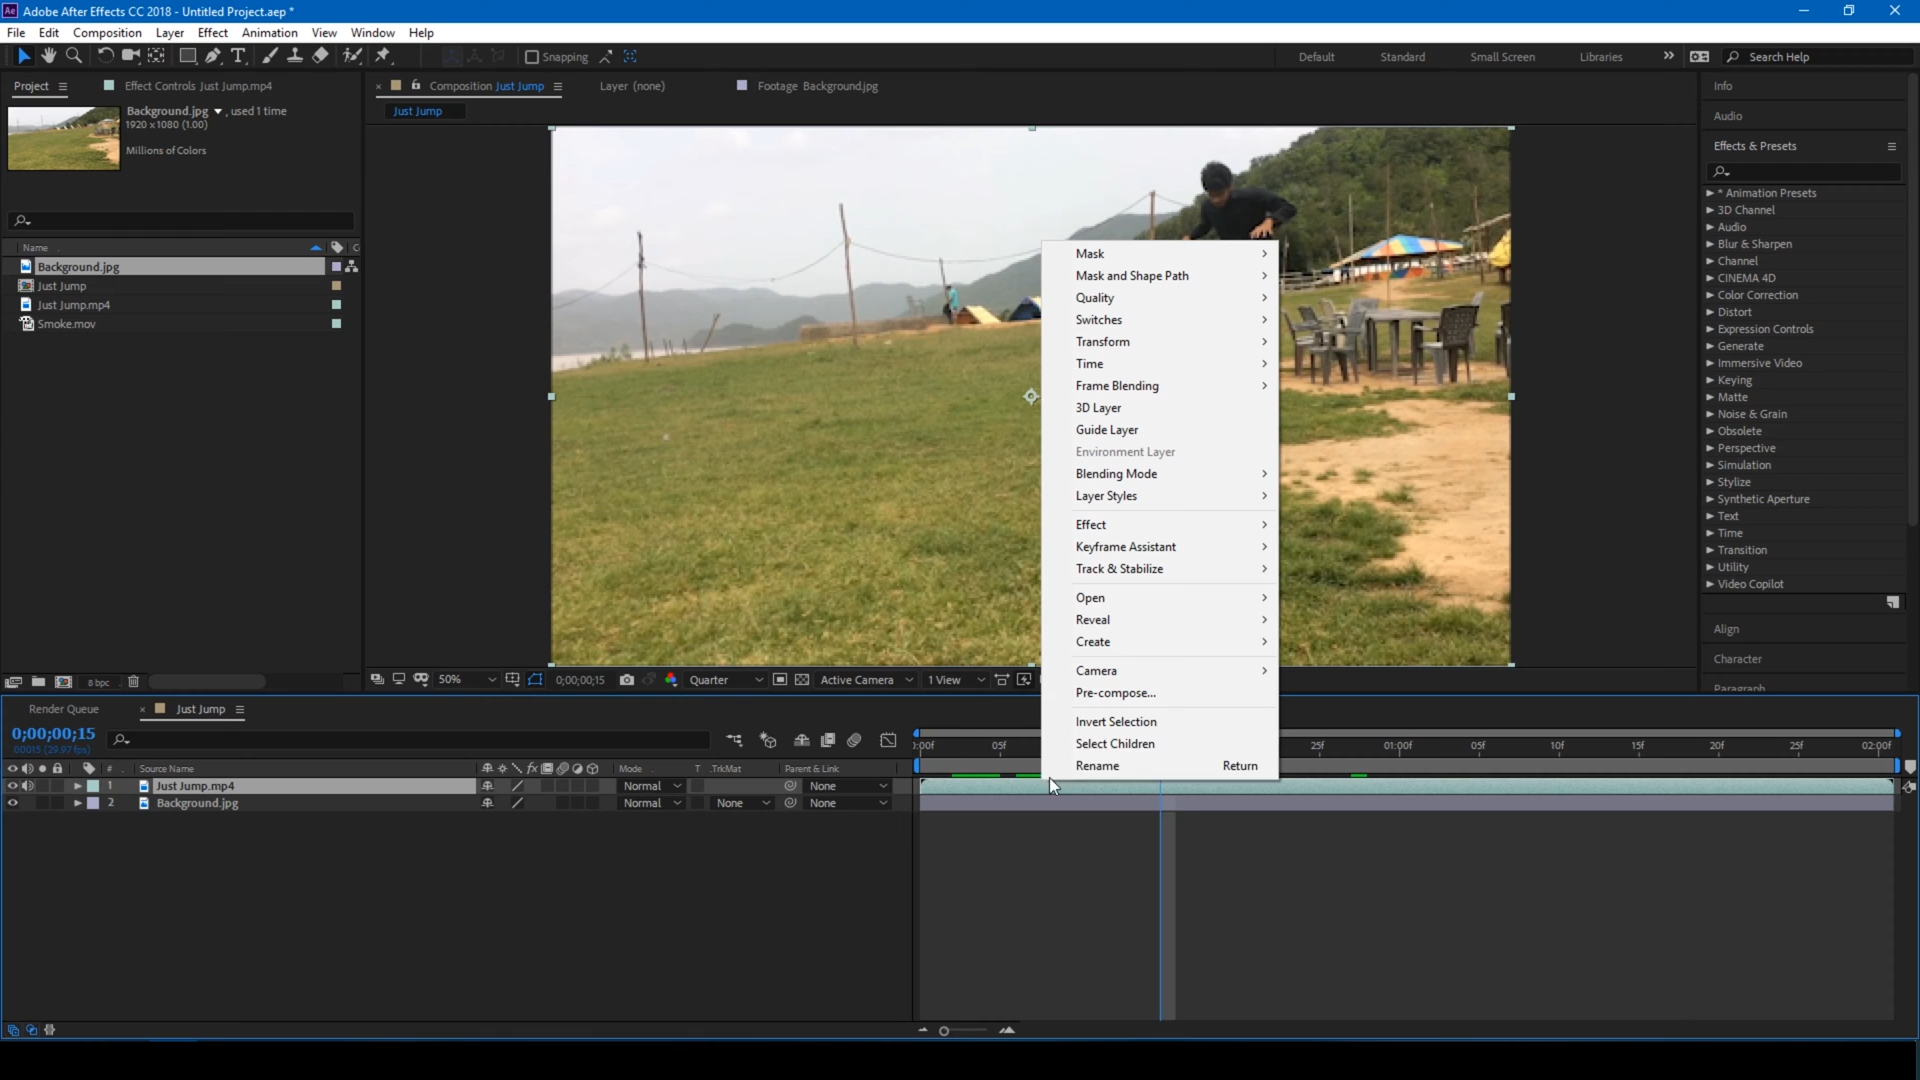 Ae Adobe After Effects CC 2018 - Untitled Project.aep *
File Edit Composition Layer Effect Animation View Window Help
Snapping Default Standard Small Screen Libraries Search Help
Project Effect Controls Just Jump.mp4
Composition Just Jump Layer (none) Footage Background.jpg
Background.jpg , used 1 time
1920 x 1080 (1.00)
Millions of Colors
Just Jump
Name
Background.jpg
Just Jump
Just Jump.mp4
Smoke.mov
8 bpc
Mask
Mask and Shape Path
Quality
Switches
Transform
Time
Frame Blending
3D Layer
Guide Layer
Environment Layer
Blending Mode
Layer Styles
Effect
Keyframe Assistant
Track & Stabilize
Open
Reveal
Create
Camera
Pre-compose...
Invert Selection
Select Children
Rename Return
Info
Audio
Effects & Presets
* Animation Presets
3D Channel
Audio
Blur & Sharpen
Channel
CINEMA 4D
Color Correction
Distort
Expression Controls
Generate
Immersive Video
Keying
Matte
Noise & Grain
Obsolete
Perspective
Simulation
Stylize
Synthetic Aperture
Text
Time
Transition
Utility
Video Copilot
Align
Character
Paragraph
50% 0;00;00;15 Quarter Active Camera 1 View
Render Queue Just Jump
0;00;00;15
00015 (29.97 fps)
:00f 05f 25f 01:00f 05f 10f 15f 20f 25f 02:00f
# Source Name Mode T .TrkMat Parent & Link
1 Just Jump.mp4 Normal None
2 Background.jpg Normal None None